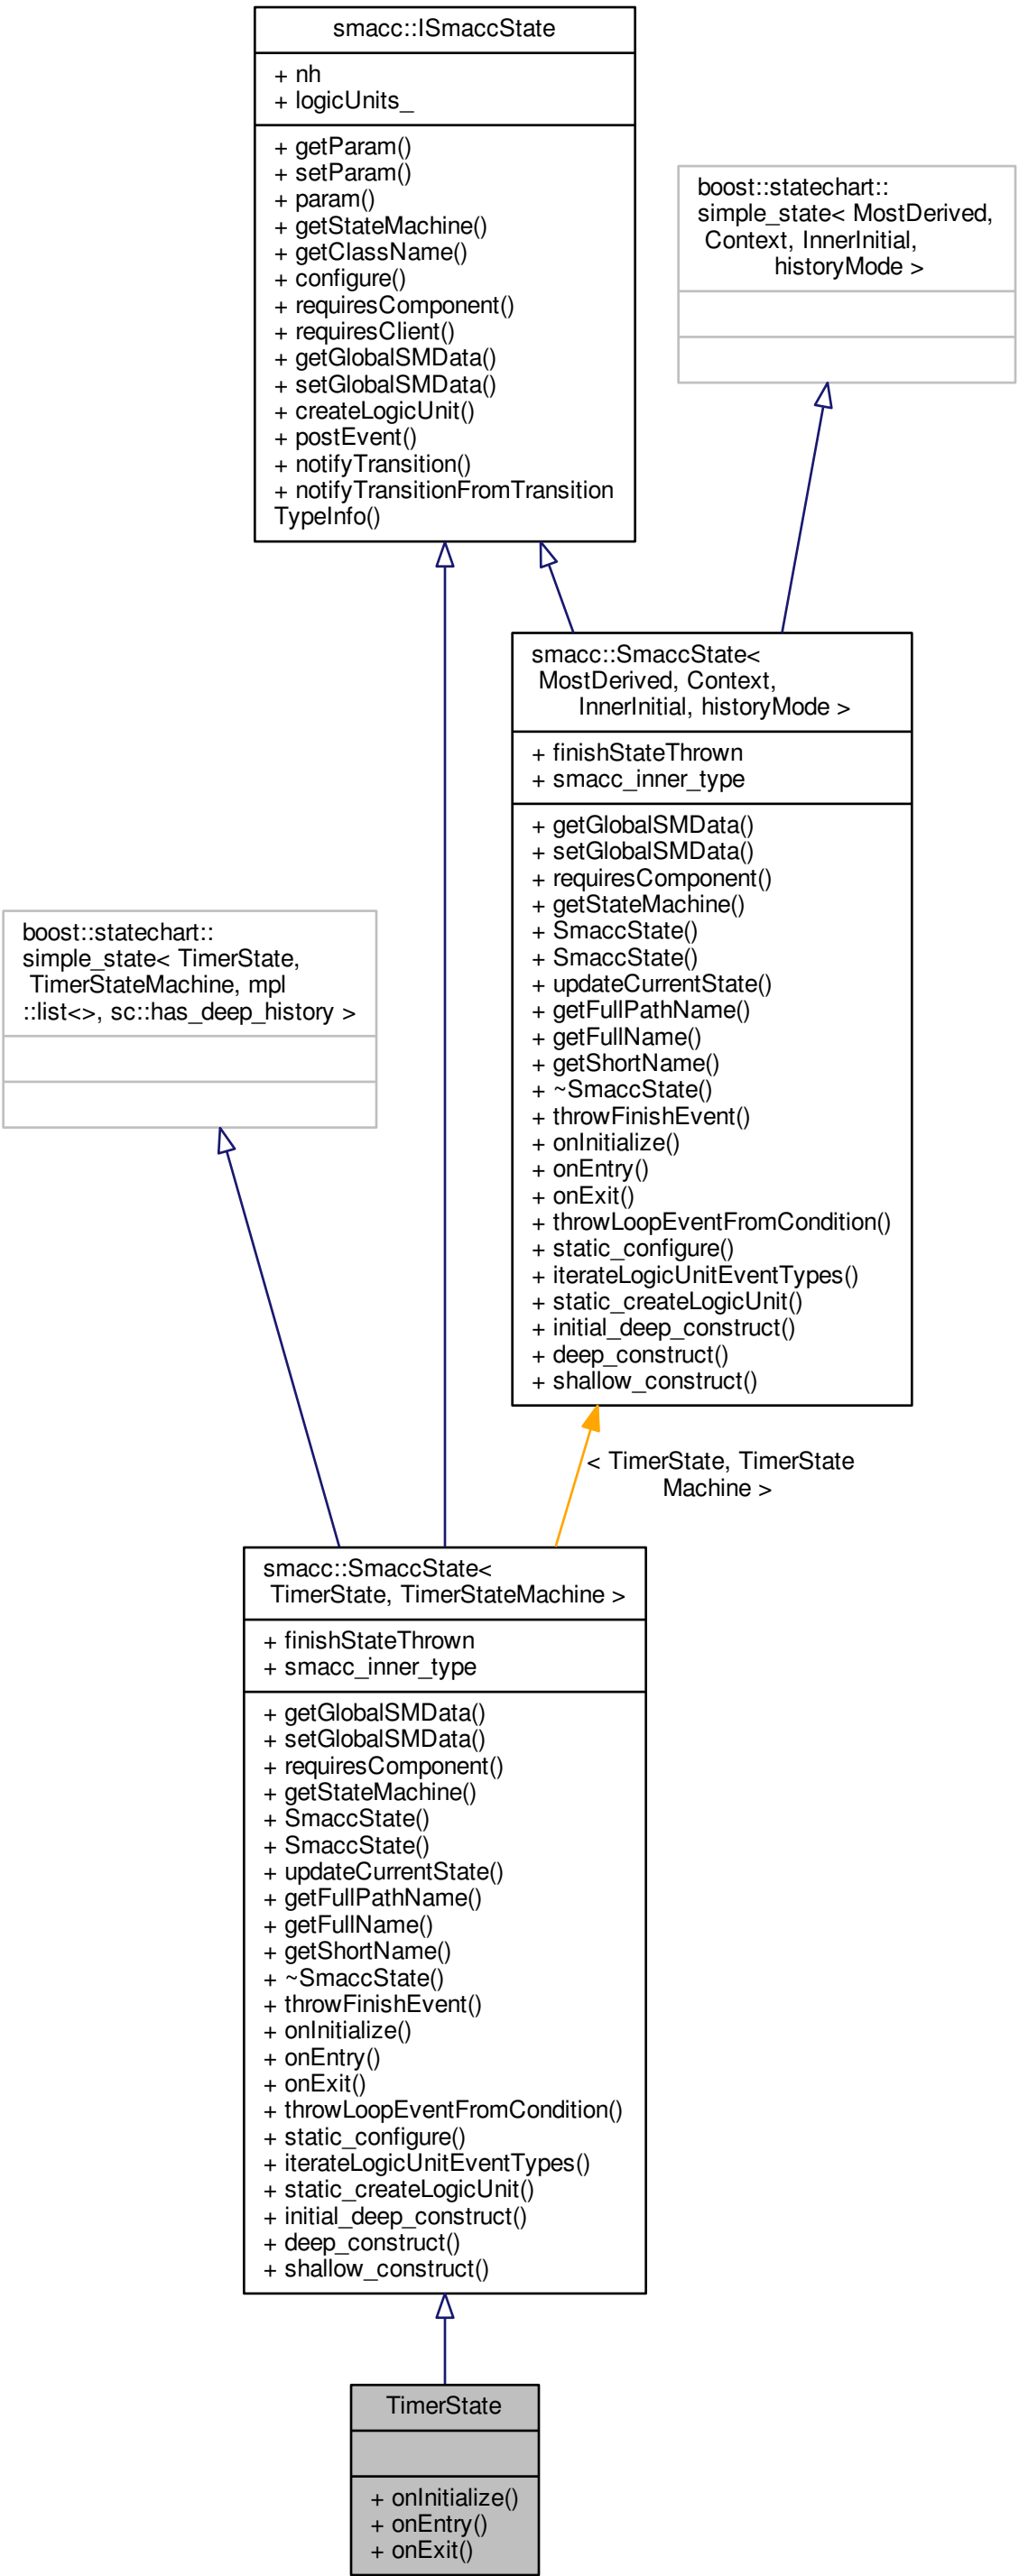 smacc::ISmaccState
+ nh
+ logicUnits_
+ getParam()
+ setParam()
+ param()
+ getStateMachine()
+ getClassName()
+ configure()
+ requiresComponent()
+ requiresClient()
+ getGlobalSMData()
+ setGlobalSMData()
+ createLogicUnit()
+ postEvent()
+ notifyTransition()
+ notifyTransitionFromTransition
TypeInfo()
boost::statechart::
simple_state< MostDerived,
Context, InnerInitial,
historyMode >
smacc::SmaccState<
MostDerived, Context,
InnerInitial, historyMode >
+ finishStateThrown
+ smacc_inner_type
+ getGlobalSMData()
+ setGlobalSMData()
+ requiresComponent()
+ getStateMachine()
+ SmaccState()
+ SmaccState()
+ updateCurrentState()
+ getFullPathName()
+ getFullName()
+ getShortName()
+ ~SmaccState()
+ throwFinishEvent()
+ onInitialize()
+ onEntry()
+ onExit()
+ throwLoopEventFromCondition()
+ static_configure()
+ iterateLogicUnitEventTypes()
+ static_createLogicUnit()
+ initial_deep_construct()
+ deep_construct()
+ shallow_construct()
boost::statechart::
simple_state< TimerState,
TimerStateMachine, mpl
::list<>, sc::has_deep_history >
< TimerState, TimerState
Machine >
smacc::SmaccState<
TimerState, TimerStateMachine >
+ finishStateThrown
+ smacc_inner_type
+ getGlobalSMData()
+ setGlobalSMData()
+ requiresComponent()
+ getStateMachine()
+ SmaccState()
+ SmaccState()
+ updateCurrentState()
+ getFullPathName()
+ getFullName()
+ getShortName()
+ ~SmaccState()
+ throwFinishEvent()
+ onInitialize()
+ onEntry()
+ onExit()
+ throwLoopEventFromCondition()
+ static_configure()
+ iterateLogicUnitEventTypes()
+ static_createLogicUnit()
+ initial_deep_construct()
+ deep_construct()
+ shallow_construct()
TimerState
+ onInitialize()
+ onEntry()
+ onExit()